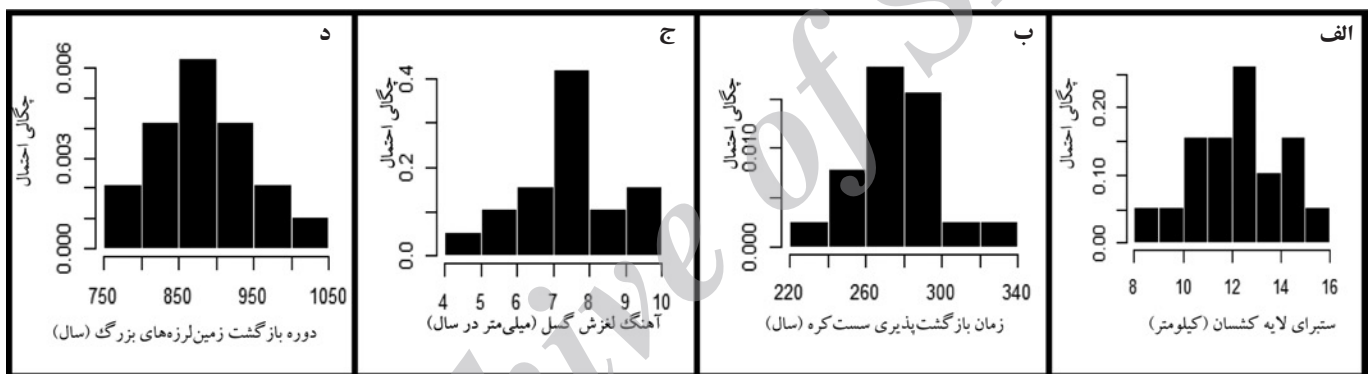 الف
چگالی احتمال
0.00 0.10 0.20
8 10 12 14 16
ستبرای لایه کشسان (کیلومتر)
ب
چگالی احتمال
0.000 0.010
220 260 300 340
زمان بازگشت‌پذیری سست‌کره (سال)
ج
چگالی احتمال
0.0 0.2 0.4
4 5 6 7 8 9 10
آهنگ لغزش گسل (میلی‌متر در سال)
د
چگالی احتمال
0.000 0.003 0.006
750 850 950 1050
دوره بازگشت زمین‌لرزه‌های بزرگ (سال)
hive of S